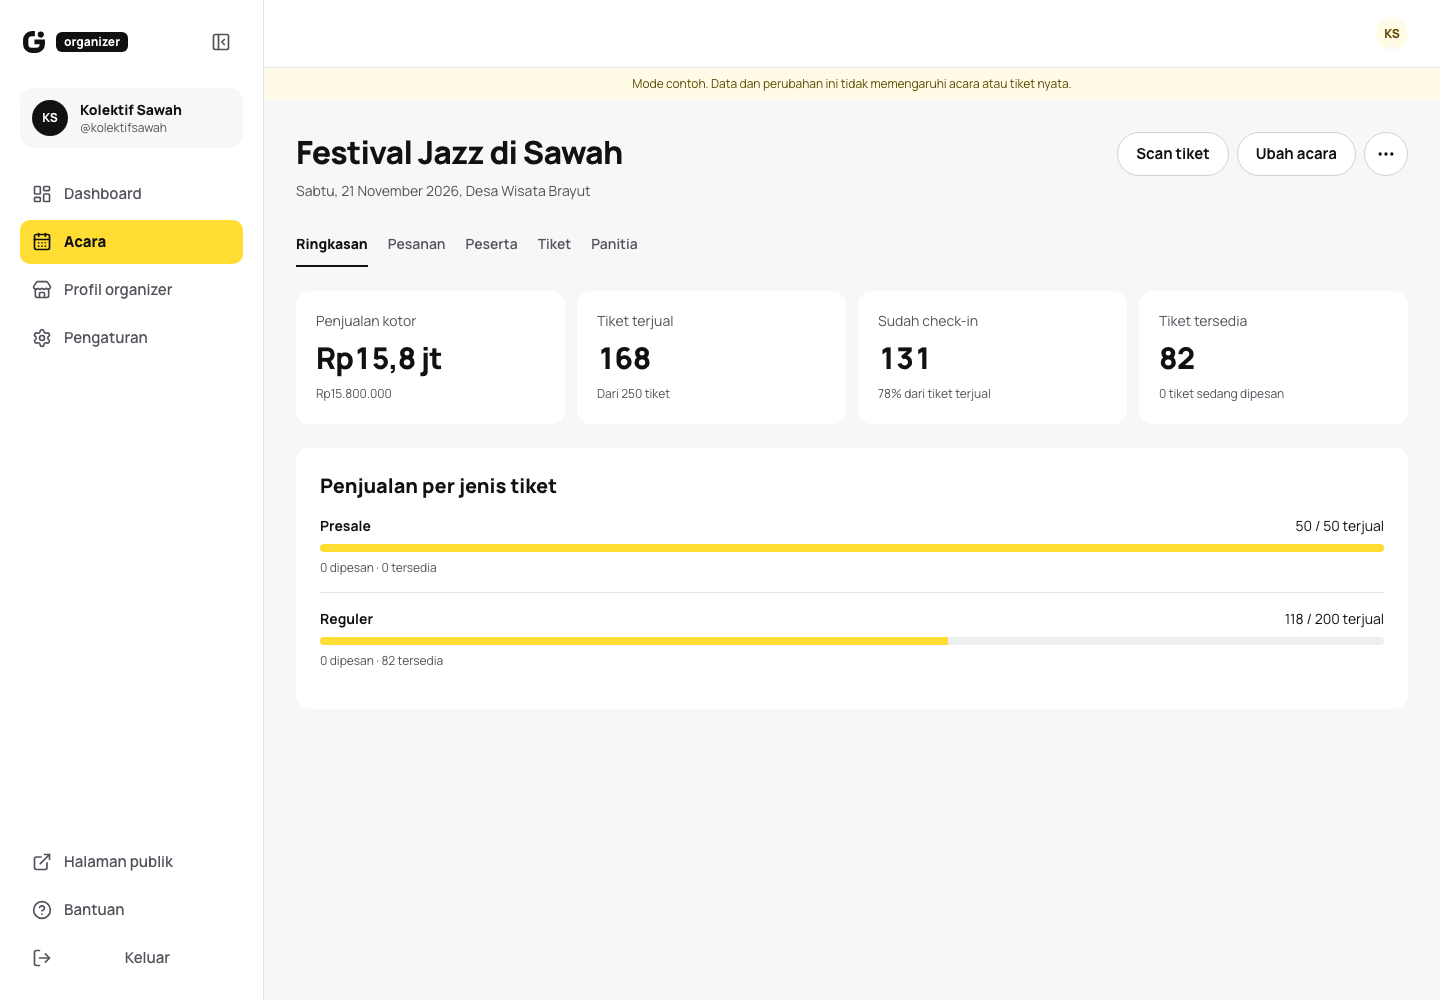 G organizer
KS
Kolektif Sawah
@kolektifsawah
Dashboard
Acara
Profil organizer
Pengaturan
Halaman publik
Bantuan
Keluar
KS
Mode contoh. Data dan perubahan ini tidak memengaruhi acara atau tiket nyata.
Festival Jazz di Sawah
Sabtu, 21 November 2026, Desa Wisata Brayut
Scan tiket
Ubah acara
Ringkasan Pesanan Peserta Tiket Panitia
Penjualan kotor
Rp15,8 jt
Rp15.800.000
Tiket terjual
168
Dari 250 tiket
Sudah check-in
131
78% dari tiket terjual
Tiket tersedia
82
0 tiket sedang dipesan
Penjualan per jenis tiket
Presale 50 / 50 terjual
0 dipesan · 0 tersedia
Reguler 118 / 200 terjual
0 dipesan · 82 tersedia